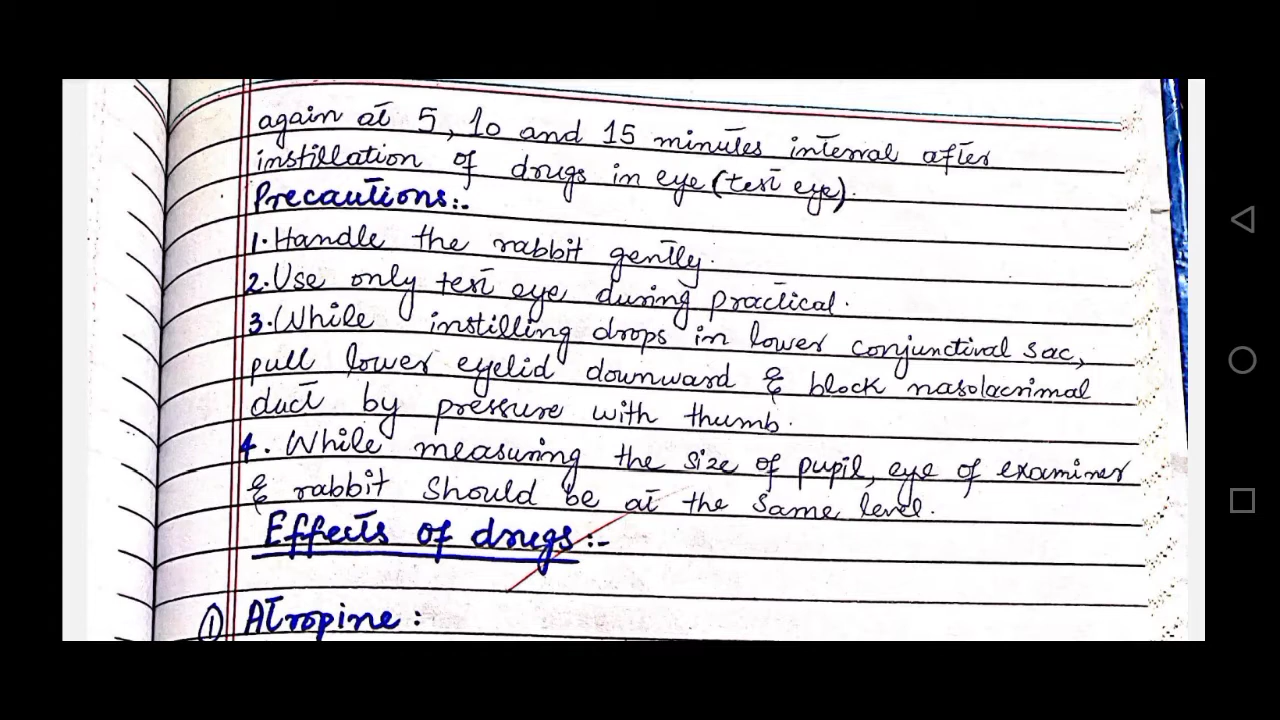 again at 5, 10 and 15 minutes interval after
instillation of drugs in eye (test eye).
Precautions:-
1. Handle the rabbit gently.
2. Use only test eye during practical.
3. While instilling drops in lower conjunctival sac,
pull lower eyelid downward & block nasolacrimal
duct by pressure with thumb.
4. While measuring the size of pupil, eye of examiner
& rabbit should be at the same level.
Effects of drugs:-
① Atropine: